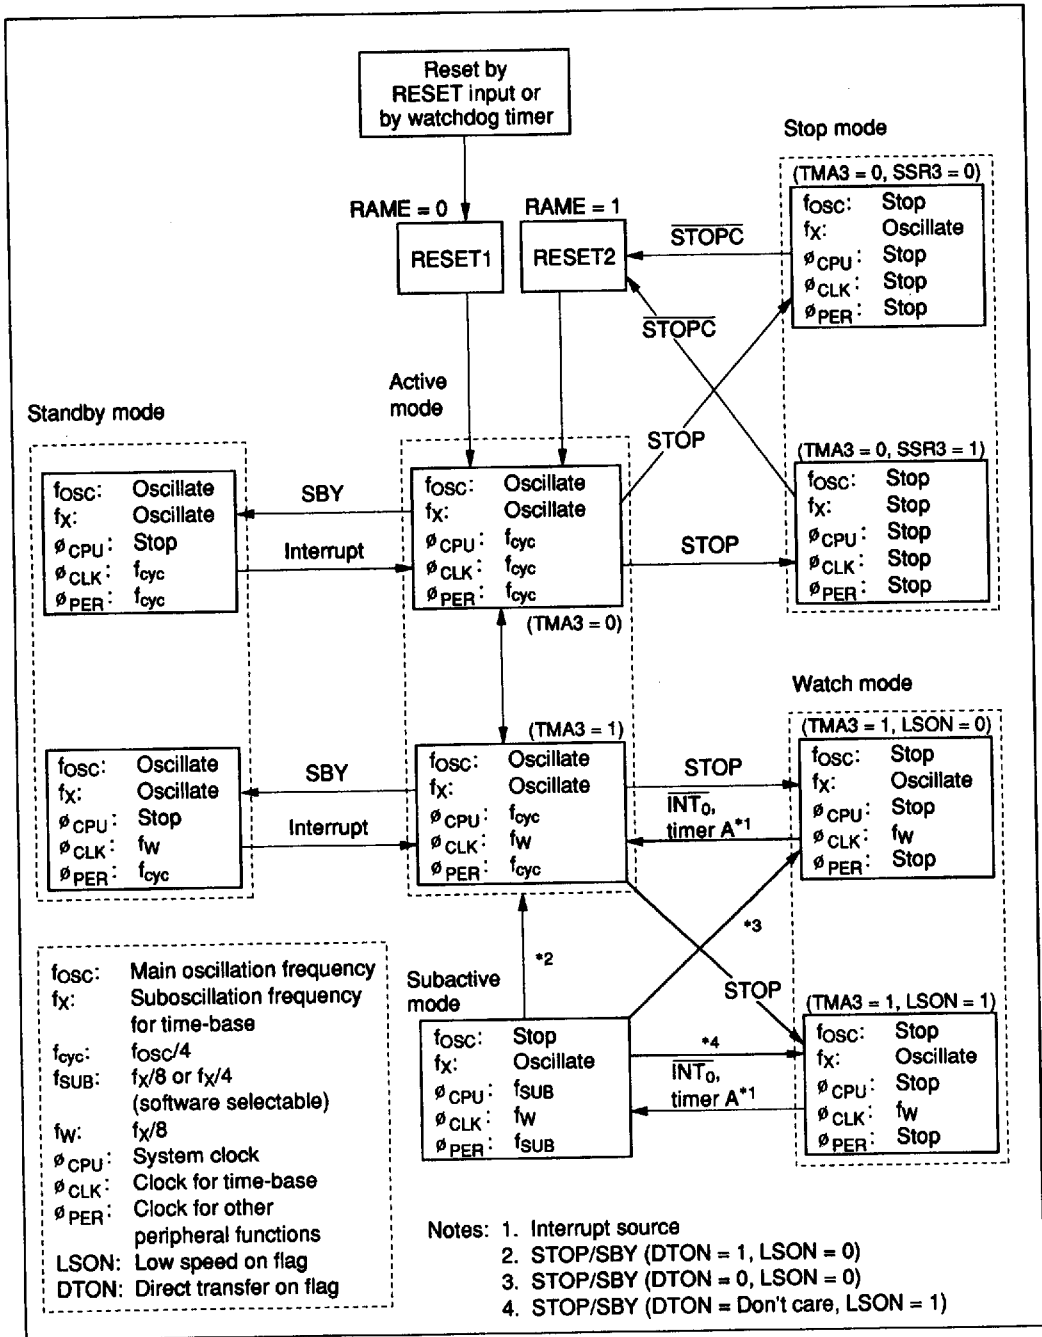 Reset by
RESET input or
by watchdog timer
Stop mode
(TMA3 = 0, SSR3 = 0)
fOSC: Stop
fX: Oscillate
øCPU: Stop
øCLK: Stop
øPER: Stop
RAME = 0
RAME = 1
RESET1
RESET2
STOPC
STOPC
Active
mode
Standby mode
STOP
(TMA3 = 0, SSR3 = 1)
fOSC: Stop
fX: Stop
øCPU: Stop
øCLK: Stop
øPER: Stop
fOSC: Oscillate
fX: Oscillate
øCPU: Stop
øCLK: fcyc
øPER: fcyc
SBY
Interrupt
fOSC: Oscillate
fX: Oscillate
øCPU: fcyc
øCLK: fcyc
øPER: fcyc
(TMA3 = 0)
STOP
Watch mode
(TMA3 = 1, LSON = 0)
fOSC: Stop
fX: Oscillate
øCPU: Stop
øCLK: fW
øPER: Stop
(TMA3 = 1)
fOSC: Oscillate
fX: Oscillate
øCPU: fcyc
øCLK: fW
øPER: fcyc
fOSC: Oscillate
fX: Oscillate
øCPU: Stop
øCLK: fW
øPER: fcyc
SBY
Interrupt
STOP
INT0,
timer A*1
*2
*3
STOP
Subactive
mode
fOSC: Stop
fX: Oscillate
øCPU: fSUB
øCLK: fW
øPER: fSUB
*4
INT0,
timer A*1
(TMA3 = 1, LSON = 1)
fOSC: Stop
fX: Oscillate
øCPU: Stop
øCLK: fW
øPER: Stop
fOSC: Main oscillation frequency
fX: Suboscillation frequency
for time-base
fcyc: fOSC/4
fSUB: fX/8 or fX/4
(software selectable)
fW: fX/8
øCPU: System clock
øCLK: Clock for time-base
øPER: Clock for other
peripheral functions
LSON: Low speed on flag
DTON: Direct transfer on flag
Notes: 1. Interrupt source
2. STOP/SBY (DTON = 1, LSON = 0)
3. STOP/SBY (DTON = 0, LSON = 0)
4. STOP/SBY (DTON = Don't care, LSON = 1)